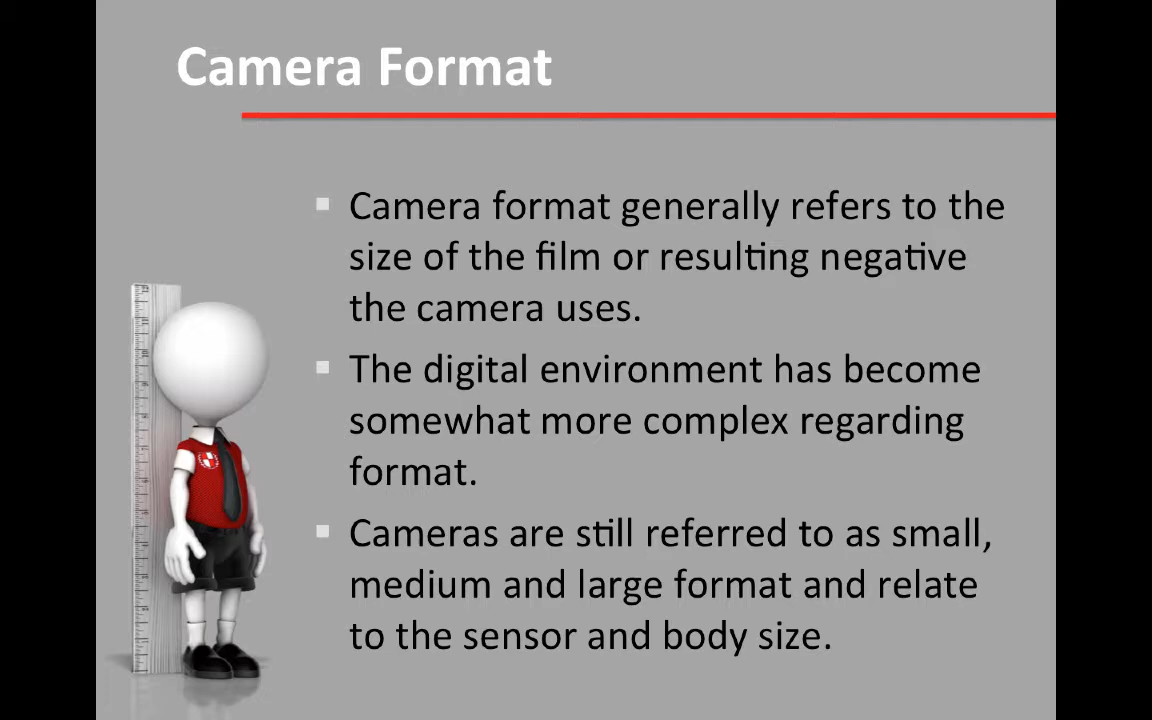 Camera Format
Camera format generally refers to the
size of the film or resulting negative
the camera uses.
The digital environment has become
somewhat more complex regarding
format.
Cameras are still referred to as small,
medium and large format and relate
to the sensor and body size.